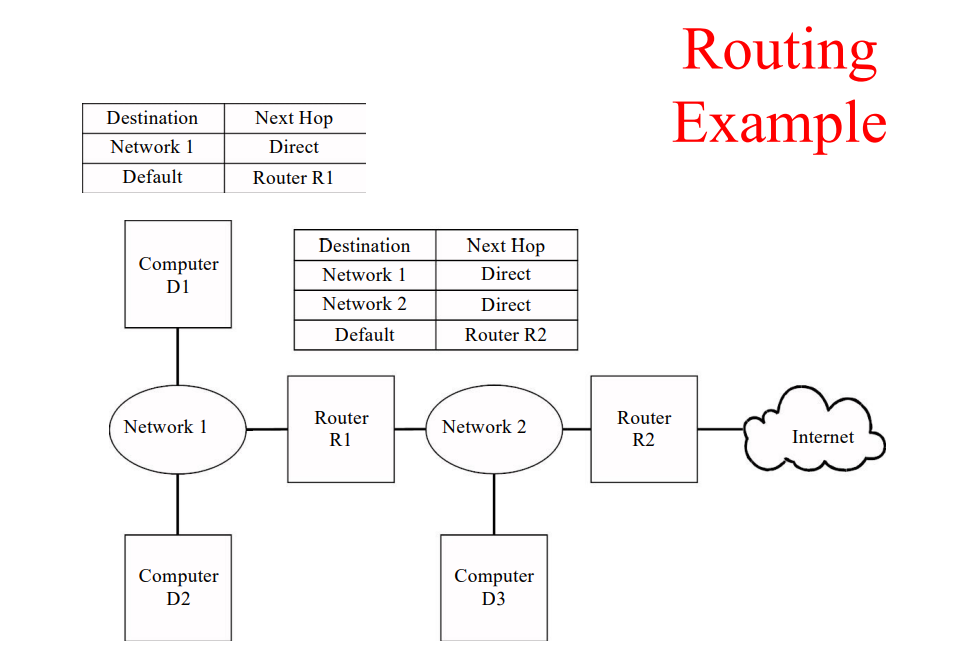 Routing
Example
Destination Next Hop
Network 1 Direct
Default Router R1
Computer
D1
Destination Next Hop
Network 1 Direct
Network 2 Direct
Default Router R2
Network 1
Router
R1
Network 2
Router
R2
Internet
Computer
D2
Computer
D3